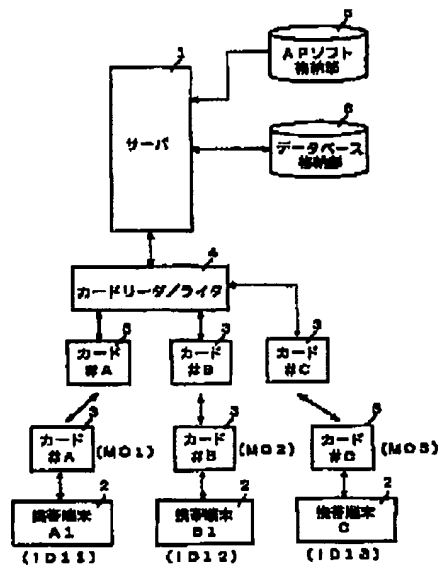 5
APソフト
格納部
1
サーバ
6
データベース
格納部
4
カードリーダ/ライタ
3
カード
#A
3
カード
#B
3
カード
#C
3
カード
#A
(M01)
3
カード
#B
(M02)
カード
(M03)
2
携帯端末
A1
(ID11)
2
携帯端末
B1
(ID12)
2
携帯端末
C
(ID13)